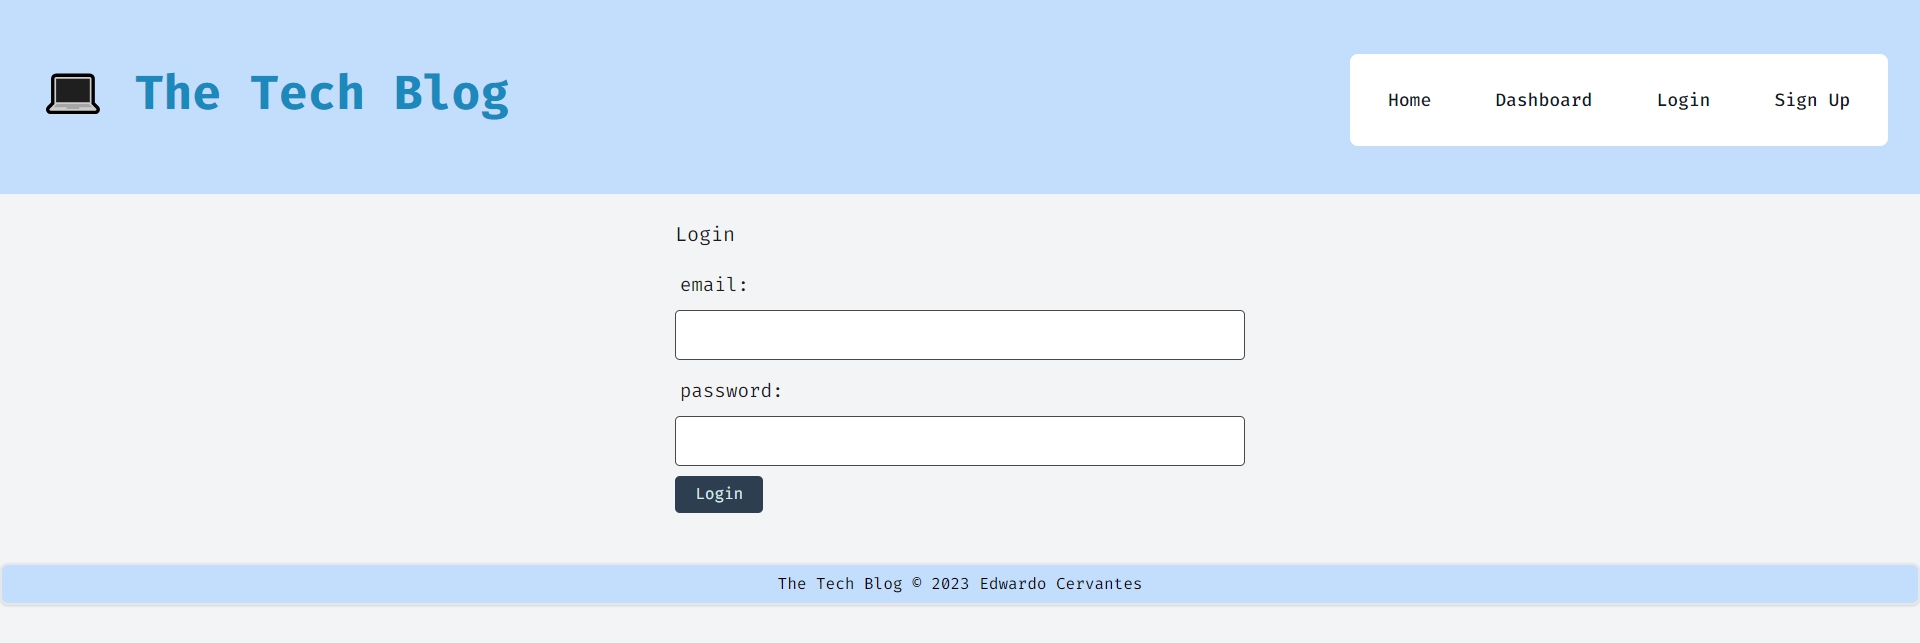 The Tech Blog
Home Dashboard Login Sign Up
Login
email:
password:
Login
The Tech Blog © 2023 Edwardo Cervantes